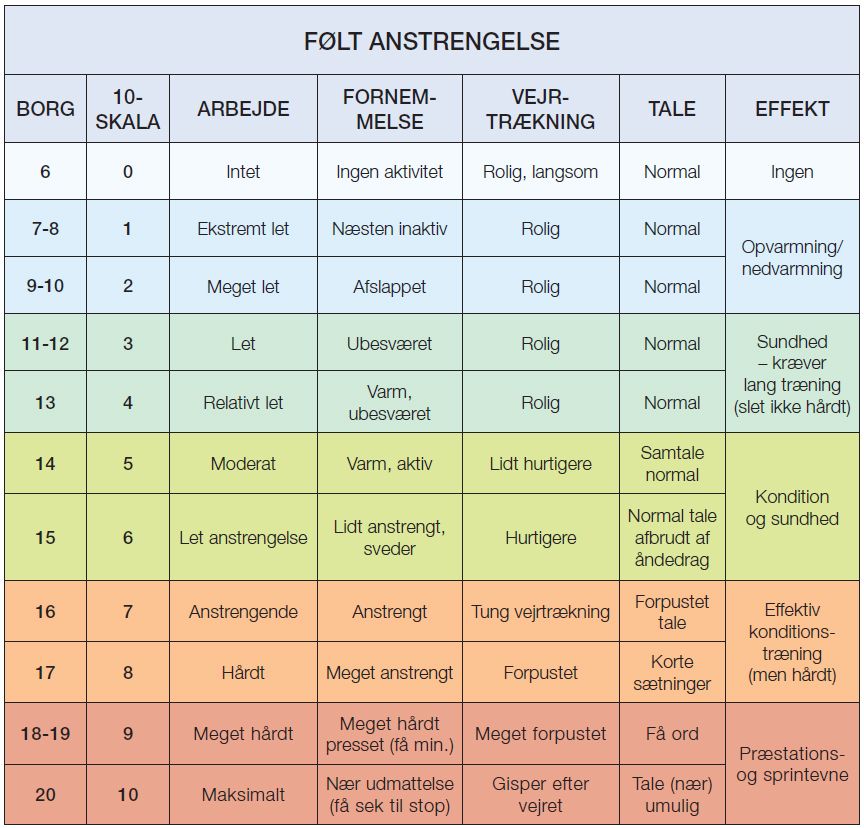 FØLT ANSTRENGELSE
BORG 10-SKALA ARBEJDE FORNEM-MELSE VEJR-TRÆKNING TALE EFFEKT
6 0 Intet Ingen aktivitet Rolig, langsom Normal Ingen
7-8 1 Ekstremt let Næsten inaktiv Rolig Normal Opvarmning/ nedvarmning
9-10 2 Meget let Afslappet Rolig Normal
11-12 3 Let Ubesværet Rolig Normal Sundhed – kræver lang træning (slet ikke hårdt)
13 4 Relativt let Varm, ubesværet Rolig Normal
14 5 Moderat Varm, aktiv Lidt hurtigere Samtale normal Kondition og sundhed
15 6 Let anstrengelse Lidt anstrengt, sveder Hurtigere Normal tale afbrudt af åndedrag
16 7 Anstrengende Anstrengt Tung vejrtrækning Forpustet tale Effektiv konditions-træning (men hårdt)
17 8 Hårdt Meget anstrengt Forpustet Korte sætninger
18-19 9 Meget hårdt Meget hårdt presset (få min.) Meget forpustet Få ord Præstations- og sprintevne
20 10 Maksimalt Nær udmattelse (få sek til stop) Gisper efter vejret Tale (nær) umulig